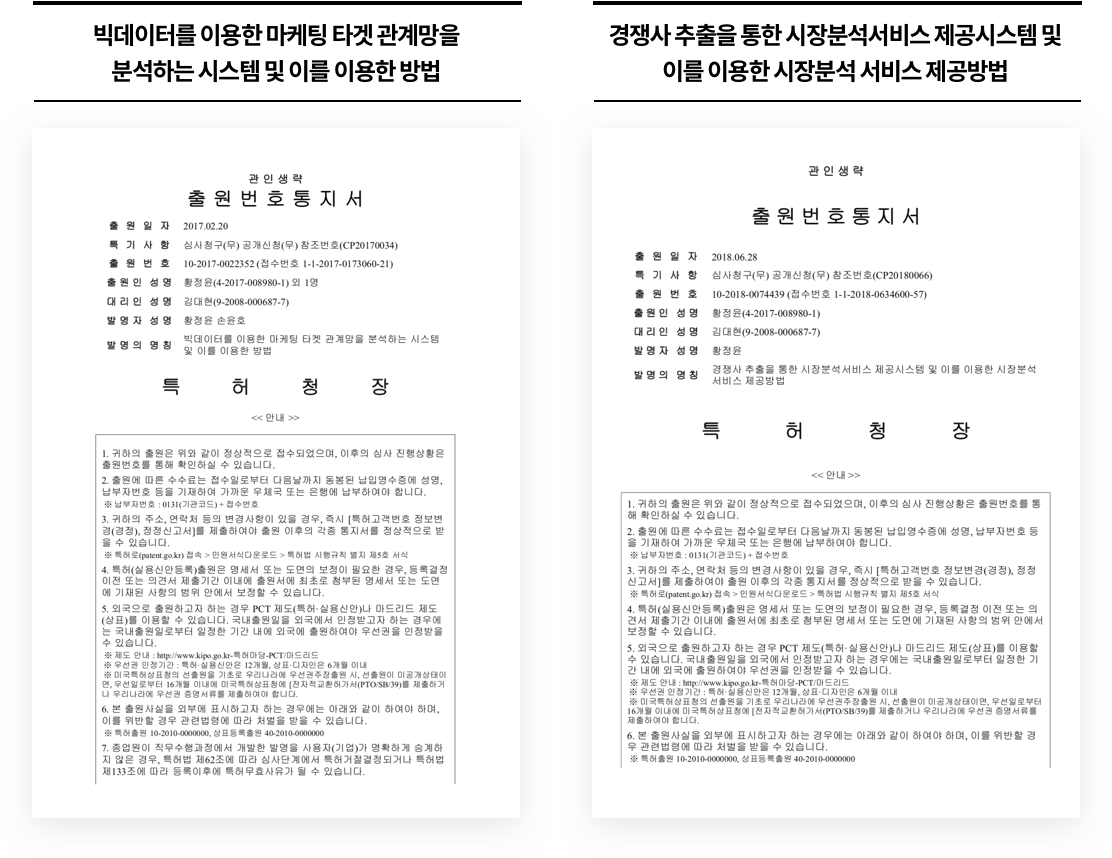 빅데이터를 이용한 마케팅 타겟 관계망을
분석하는 시스템 및 이를 이용한 방법
관 인 생 략
출 원 번 호 통 지 서
출 원 일 자 2017.02.20
특 기 사 항 심사청구(무) 공개신청(무) 참조번호(CP20170034)
출 원 번 호 10-2017-0022352 (접수번호 1-1-2017-0173060-21)
출원인 성명 황정윤(4-2017-008980-1) 외 1명
대리인 성명 김대현(9-2008-000687-7)
발명자 성명 황정윤 손윤호
발명의 명칭 빅데이터를 이용한 마케팅 타켓 관계망을 분석하는 시스템
및 이를 이용한 방법
특 허 청 장
<< 안내 >>
1. 귀하의 출원은 위와 같이 정상적으로 접수되었으며, 이후의 심사 진행상황은
출원번호를 통해 확인하실 수 있습니다.
2. 출원에 따른 수수료는 접수일로부터 다음날까지 동봉된 납입영수증에 성명,
납부자번호 등을 기재하여 가까운 우체국 또는 은행에 납부하여야 합니다.
※ 납부자번호 : 0131(기관코드) + 접수번호
3. 귀하의 주소, 연락처 등의 변경사항이 있을 경우, 즉시 [특허고객번호 정보변
경(경정), 정정신고서]를 제출하여야 출원 이후의 각종 통지서를 정상적으로 받
을 수 있습니다.
※ 특허로(patent.go.kr) 접속 > 민원서식다운로드 > 특허법 시행규칙 별지 제5호 서식
4. 특허(실용신안등록)출원은 명세서 또는 도면의 보정이 필요한 경우, 등록결정
이전 또는 의견서 제출기간 이내에 출원서에 최초로 첨부된 명세서 또는 도면
에 기재된 사항의 범위 안에서 보정할 수 있습니다.
5. 외국으로 출원하고자 하는 경우 PCT 제도(특허·실용신안)나 마드리드 제도
(상표)를 이용할 수 있습니다. 국내출원일을 외국에서 인정받고자 하는 경우에
는 국내출원일로부터 일정한 기간 내에 외국에 출원하여야 우선권을 인정받을
수 있습니다.
※ 제도 안내 : http://www.kipo.go.kr-특허마당-PCT/마드리드
※ 우선권 인정기간 : 특허·실용신안은 12개월, 상표·디자인은 6개월 이내
※ 미국특허상표청의 선출원을 기초로 우리나라에 우선권주장출원 시, 선출원이 미공개상태이
면, 우선일로부터 16개월 이내에 미국특허상표청에 [전자적교환허가서(PTO/SB/39)를 제출하거
나 우리나라에 우선권 증명서류를 제출하여야 합니다.
6. 본 출원사실을 외부에 표시하고자 하는 경우에는 아래와 같이 하여야 하며,
이를 위반할 경우 관련법령에 따라 처벌을 받을 수 있습니다.
※ 특허출원 10-2010-0000000, 상표등록출원 40-2010-0000000
7. 종업원이 직무수행과정에서 개발한 발명을 사용자(기업)가 명확하게 승계하
지 않은 경우, 특허법 제62조에 따라 심사단계에서 특허거절결정되거나 특허법
제133조에 따라 등록이후에 특허무효사유가 될 수 있습니다.
경쟁사 추출을 통한 시장분석서비스 제공시스템 및
이를 이용한 시장분석 서비스 제공방법
관 인 생 략
출 원 번 호 통 지 서
출 원 일 자 2018.06.28
특 기 사 항 심사청구(무) 공개신청(무) 참조번호(CP20180066)
출 원 번 호 10-2018-0074439 (접수번호 1-1-2018-0634600-57)
출원인 성명 황정윤(4-2017-008980-1)
대리인 성명 김대현(9-2008-000687-7)
발명자 성명 황정윤
발명의 명칭 경쟁사 추출을 통한 시장분석서비스 제공시스템 및 이를 이용한 시장분석
서비스 제공방법
특 허 청 장
<< 안내 >>
1. 귀하의 출원은 위와 같이 정상적으로 접수되었으며, 이후의 심사 진행상황은 출원번호를 통
해 확인하실 수 있습니다.
2. 출원에 따른 수수료는 접수일로부터 다음날까지 동봉된 납입영수증에 성명, 납부자번호 등
을 기재하여 가까운 우체국 또는 은행에 납부하여야 합니다.
※ 납부자번호 : 0131(기관코드) + 접수번호
3. 귀하의 주소, 연락처 등의 변경사항이 있을 경우, 즉시 [특허고객번호 정보변경(경정), 정정
신고서]를 제출하여야 출원 이후의 각종 통지서를 정상적으로 받을 수 있습니다.
※ 특허로(patent.go.kr) 접속 > 민원서식다운로드 > 특허법 시행규칙 별지 제5호 서식
4. 특허(실용신안등록)출원은 명세서 또는 도면의 보정이 필요한 경우, 등록결정 이전 또는 의
견서 제출기간 이내에 출원서에 최초로 첨부된 명세서 또는 도면에 기재된 사항의 범위 안에서
보정할 수 있습니다.
5. 외국으로 출원하고자 하는 경우 PCT 제도(특허·실용신안)나 마드리드 제도(상표)를 이용할
수 있습니다. 국내출원일을 외국에서 인정받고자 하는 경우에는 국내출원일로부터 일정한 기
간 내에 외국에 출원하여야 우선권을 인정받을 수 있습니다.
※ 제도 안내 : http://www.kipo.go.kr-특허마당-PCT/마드리드
※ 우선권 인정기간 : 특허·실용신안은 12개월, 상표·디자인은 6개월 이내
※ 미국특허상표청의 선출원을 기초로 우리나라에 우선권주장출원 시, 선출원이 미공개상태이면, 우선일로부터
16개월 이내에 미국특허상표청에 [전자적교환허가서(PTO/SB/39)를 제출하거나 우리나라에 우선권 증명서류를
제출하여야 합니다.
6. 본 출원사실을 외부에 표시하고자 하는 경우에는 아래와 같이 하여야 하며, 이를 위반할 경
우 관련법령에 따라 처벌을 받을 수 있습니다.
※ 특허출원 10-2010-0000000, 상표등록출원 40-2010-0000000